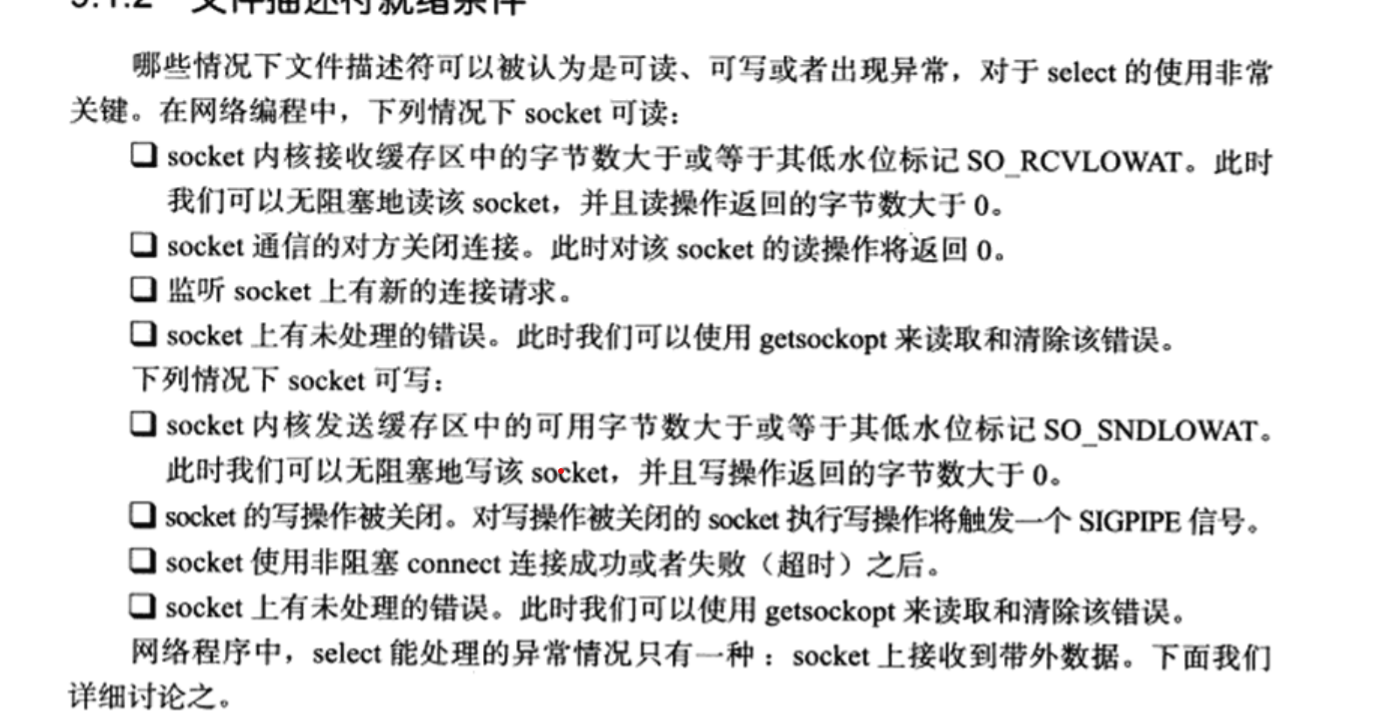 9.1.2 文件描述符就绪条件
哪些情况下文件描述符可以被认为是可读、可写或者出现异常，对于 select 的使用非常
关键。在网络编程中，下列情况下 socket 可读：
❑ socket 内核接收缓存区中的字节数大于或等于其低水位标记 SO_RCVLOWAT。此时
我们可以无阻塞地读该 socket，并且读操作返回的字节数大于 0。
❑ socket 通信的对方关闭连接。此时对该 socket 的读操作将返回 0。
❑ 监听 socket 上有新的连接请求。
❑ socket 上有未处理的错误。此时我们可以使用 getsockopt 来读取和清除该错误。
下列情况下 socket 可写：
❑ socket 内核发送缓存区中的可用字节数大于或等于其低水位标记 SO_SNDLOWAT。
此时我们可以无阻塞地写该 socket，并且写操作返回的字节数大于 0。
❑ socket 的写操作被关闭。对写操作被关闭的 socket 执行写操作将触发一个 SIGPIPE 信号。
❑ socket 使用非阻塞 connect 连接成功或者失败（超时）之后。
❑ socket 上有未处理的错误。此时我们可以使用 getsockopt 来读取和清除该错误。
网络程序中，select 能处理的异常情况只有一种：socket 上接收到带外数据。下面我们
详细讨论之。